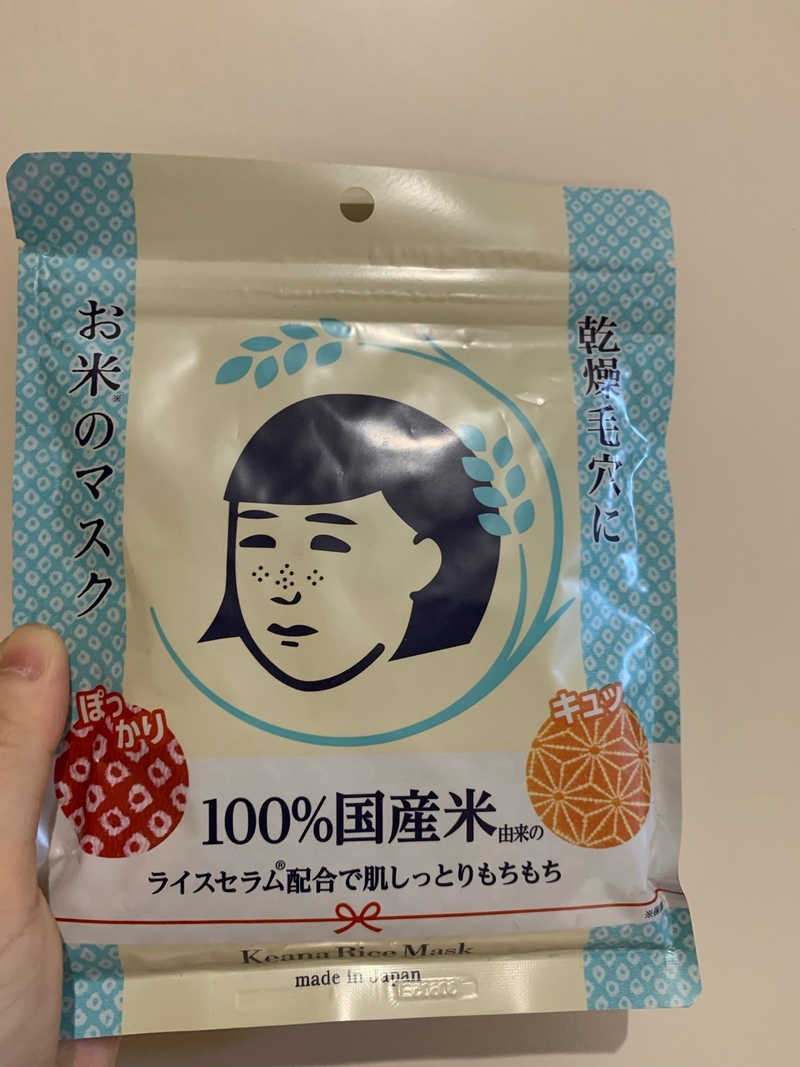 お米※のマスク
乾燥毛穴に
ぽっ
かり
キュッ
100%国産米由来の
ライスセラム®配合で肌しっとりもちもち
Keana Rice Mask
made in Japan